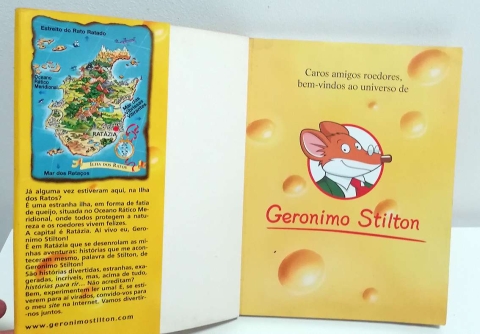 Estreito do Rato Ratado
Oceano
Rático
Meridional
RATÁZIA
ILHA DOS RATOS
Mar dos Rataços
Já alguma vez estiveram aqui, na Ilha
dos Ratos?
É uma estranha ilha, em forma de fatia
de queijo, situada no Oceano Rático Me-
ridional, onde todos protegem a natu-
reza e os roedores vivem felizes.
A capital é Ratázia. Aí vivo eu, Gero-
nimo Stilton!
É em Ratázia que se desenrolam as mi-
nhas aventuras: histórias que me acon-
teceram mesmo, palavra de Stilton, de
Geronimo Stilton!
São histórias divertidas, estranhas, exa-
geradas, incríveis, mas, acima de tudo,
histórias para rir... Não acreditam?
Bem, experimentem ler uma! E, se esti-
verem para aí virados, convido-vos para
o meu site na Internet. Vamos divertir-
-nos juntos.
www.geronimostilton.com
Caros amigos roedores,
bem-vindos ao universo de
Geronimo Stilton